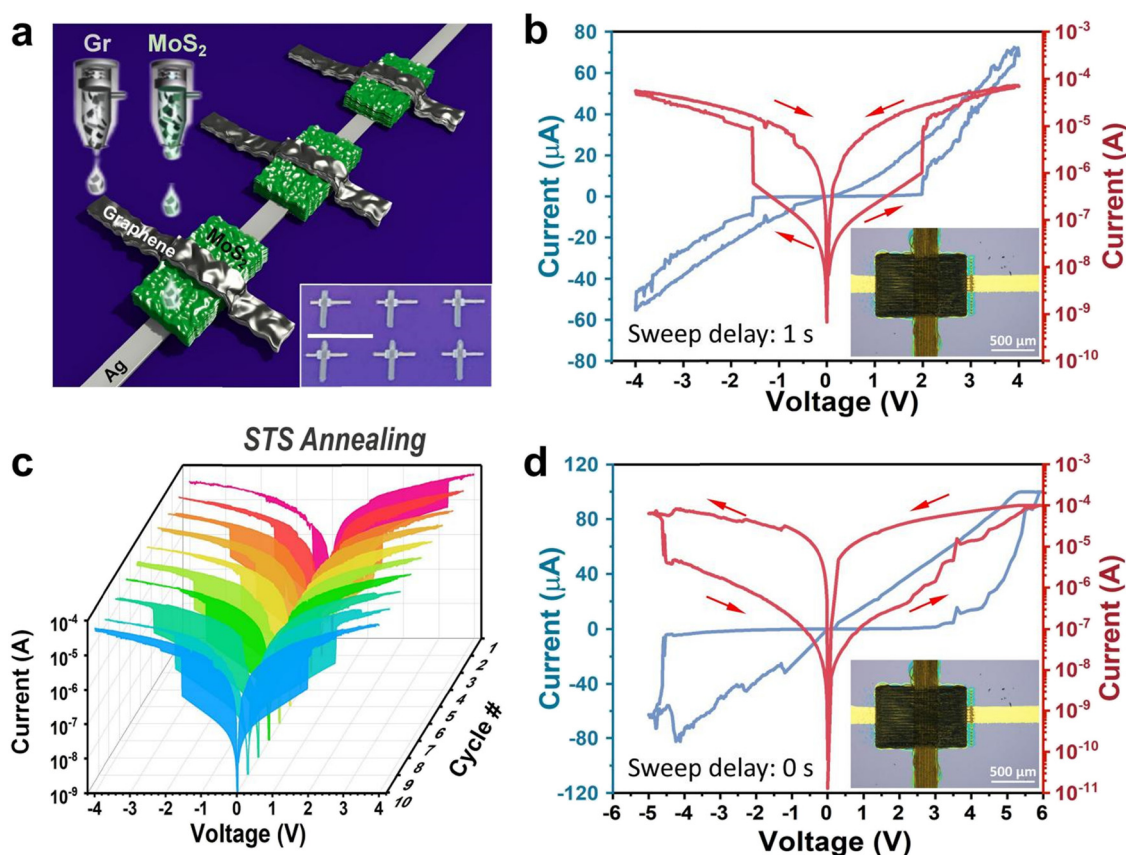 a
Gr
MoS2
Graphene
MoS
Ag
b
80
60
40
20
0
-20
-40
-60
-80
Current (μA)
10-3
10-4
10-5
10-6
10-7
10-8
10-9
10-10
Current (A)
Sweep delay: 1 s
500 μm
-4 -3 -2 -1 0 1 2 3 4
Voltage (V)
c
STS Annealing
10-4
10-5
10-6
10-7
10-8
10-9
Current (A)
-4 -3 -2 -1 0 1 2 3 4
Voltage (V)
1
2
3
4
5
6
7
8
9
10
Cycle #
d
120
80
40
0
-40
-80
-120
Current (μA)
10-3
10-4
10-5
10-6
10-7
10-8
10-9
10-10
10-11
Current (A)
Sweep delay: 0 s
500 μm
-5 -4 -3 -2 -1 0 1 2 3 4 5 6
Voltage (V)